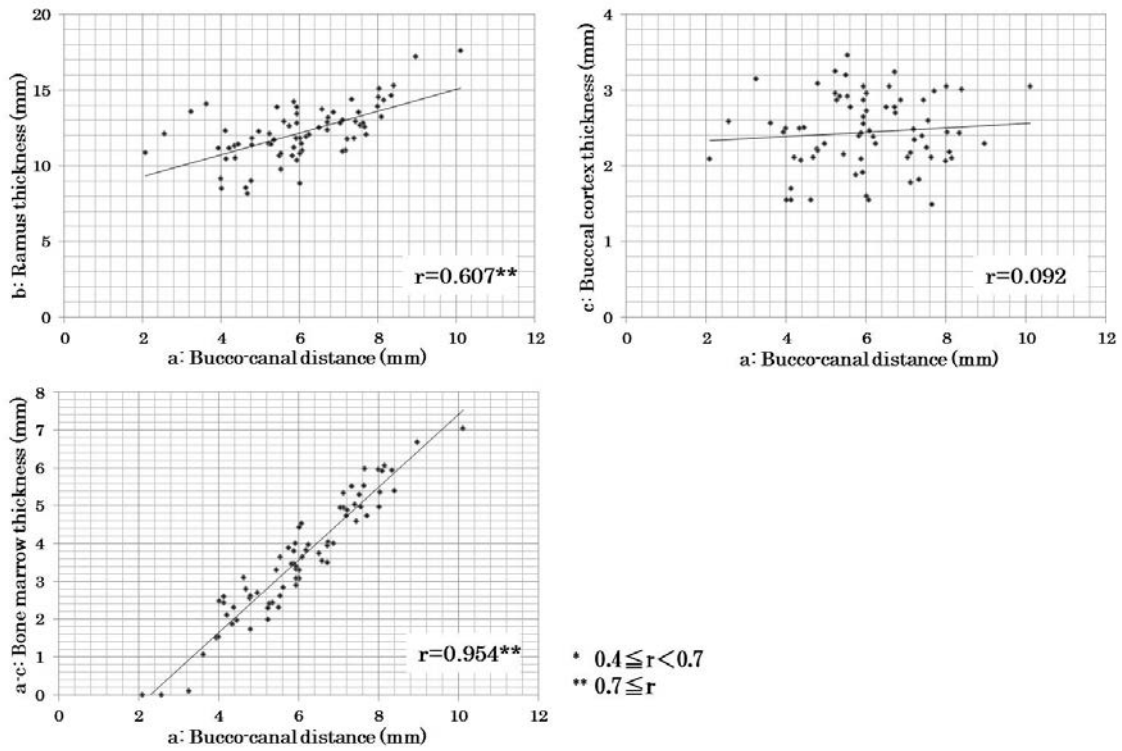 20
15
10
5
0
0 2 4 6 8 10 12
b: Ramus thickness (mm)
a: Bucco-canal distance (mm)
r=0.607**
4
3
2
1
0
0 2 4 6 8 10 12
c: Bucccal cortex thickness (mm)
a: Bucco-canal distance (mm)
r=0.092
8
7
6
5
4
3
2
1
0
0 2 4 6 8 10 12
a-c: Bone marrow thickness (mm)
a: Bucco-canal distance (mm)
r=0.954**
* 0.4≦r<0.7
** 0.7≦r